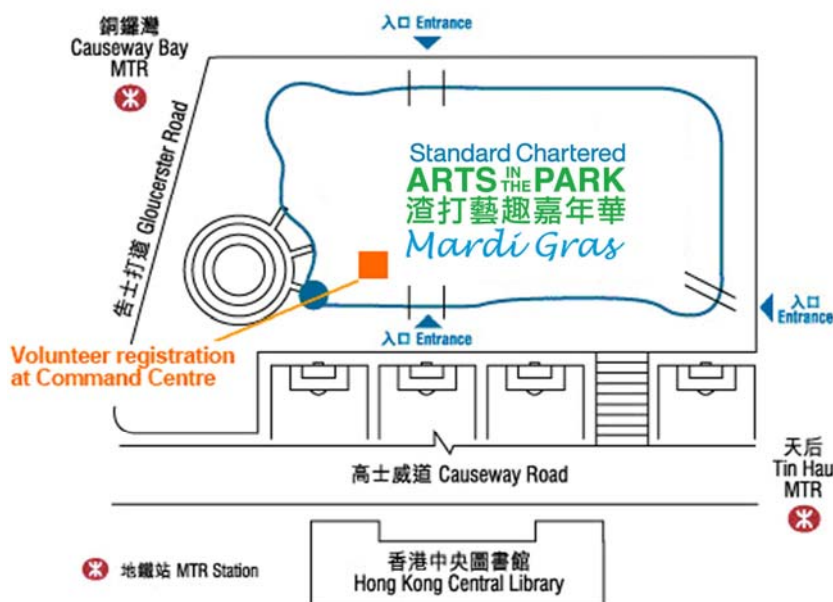 入口 Entrance
銅鑼灣
Causeway Bay
MTR
Standard Chartered
ARTS IN THE PARK
渣打藝趣嘉年華
Mardi Gras
告士打道 Gloucerster Road
入口
Entrance
入口 Entrance
Volunteer registration
at Command Centre
天后
Tin Hau
MTR
高士威道 Causeway Road
香港中央圖書館
Hong Kong Central Library
地鐵站 MTR Station